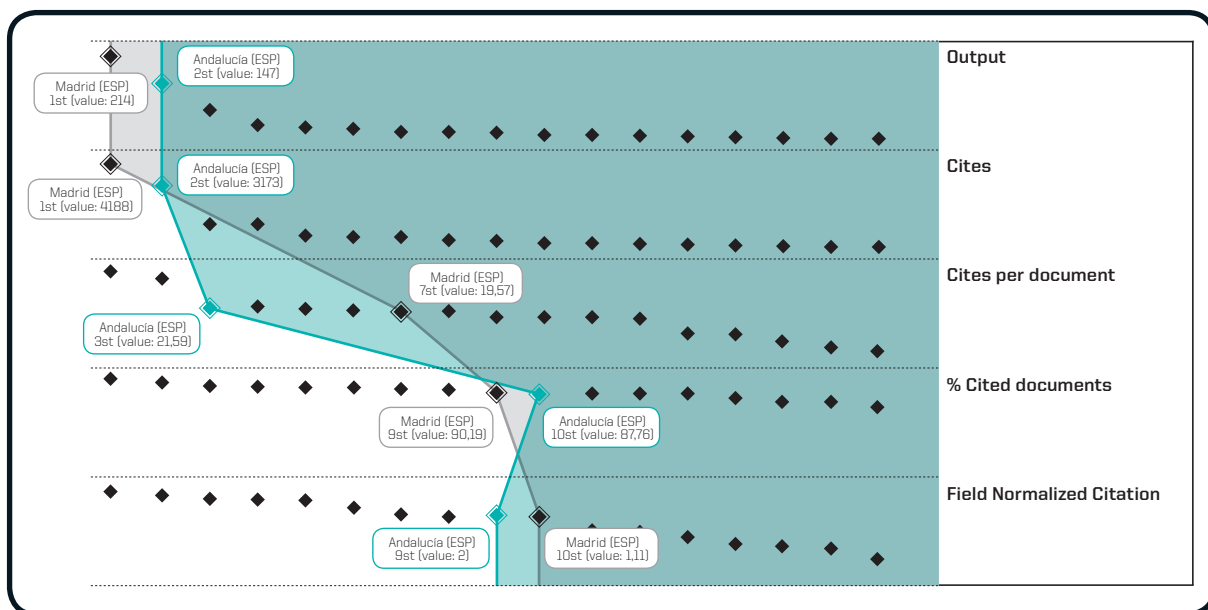 Output
Andalucía (ESP)
2st (value: 147)
Madrid (ESP)
1st (value: 214)
Cites
Andalucía (ESP)
2st (value: 3173)
Madrid (ESP)
1st (value: 4188)
Cites per document
Madrid (ESP)
7st (value: 19,57)
Andalucía (ESP)
3st (value: 21,59)
% Cited documents
Madrid (ESP)
9st (value: 90,19)
Andalucía (ESP)
10st (value: 87,76)
Field Normalized Citation
Andalucía (ESP)
9st (value: 2)
Madrid (ESP)
10st (value: 1,11)